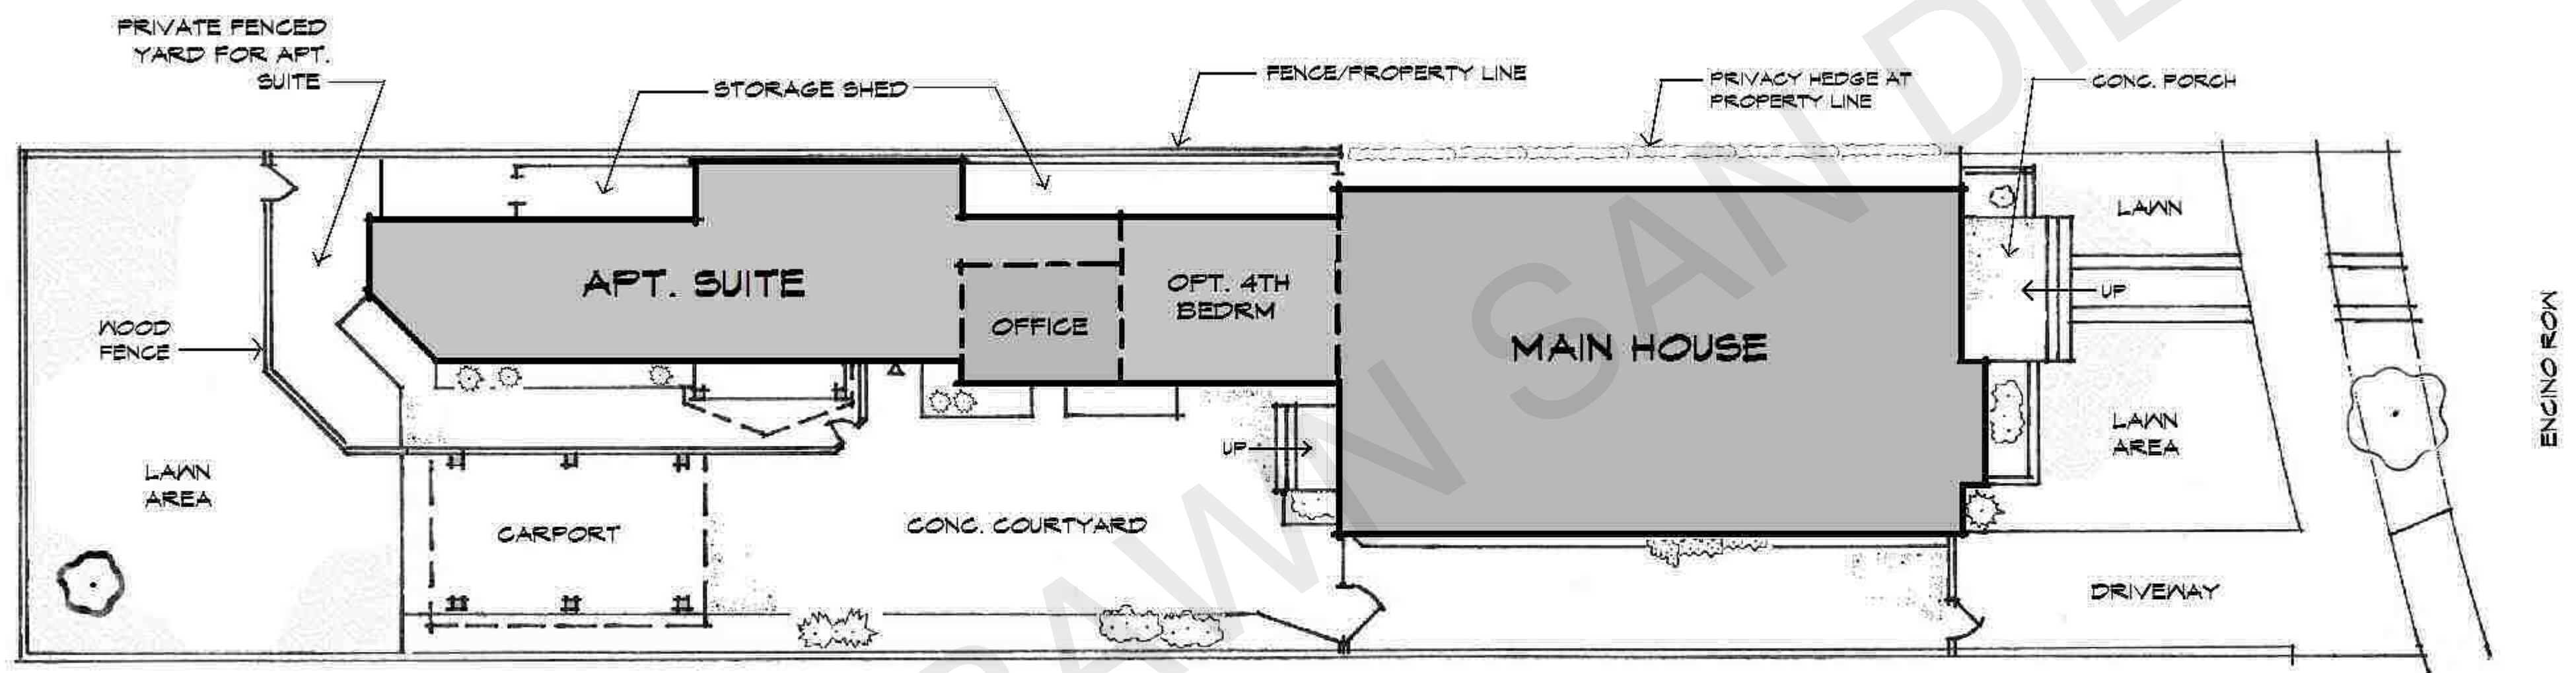 PRIVATE FENCED
YARD FOR APT.
SUITE
STORAGE SHED
FENCE/PROPERTY LINE
PRIVACY HEDGE AT
PROPERTY LINE
CONC. PORCH
LAWN
UP
ENCINO ROW
WOOD
FENCE
APT. SUITE
OFFICE
OPT. 4TH
BEDRM
MAIN HOUSE
LAWN
AREA
LAWN
AREA
UP
CARPORT
CONC. COURTYARD
DRIVEWAY